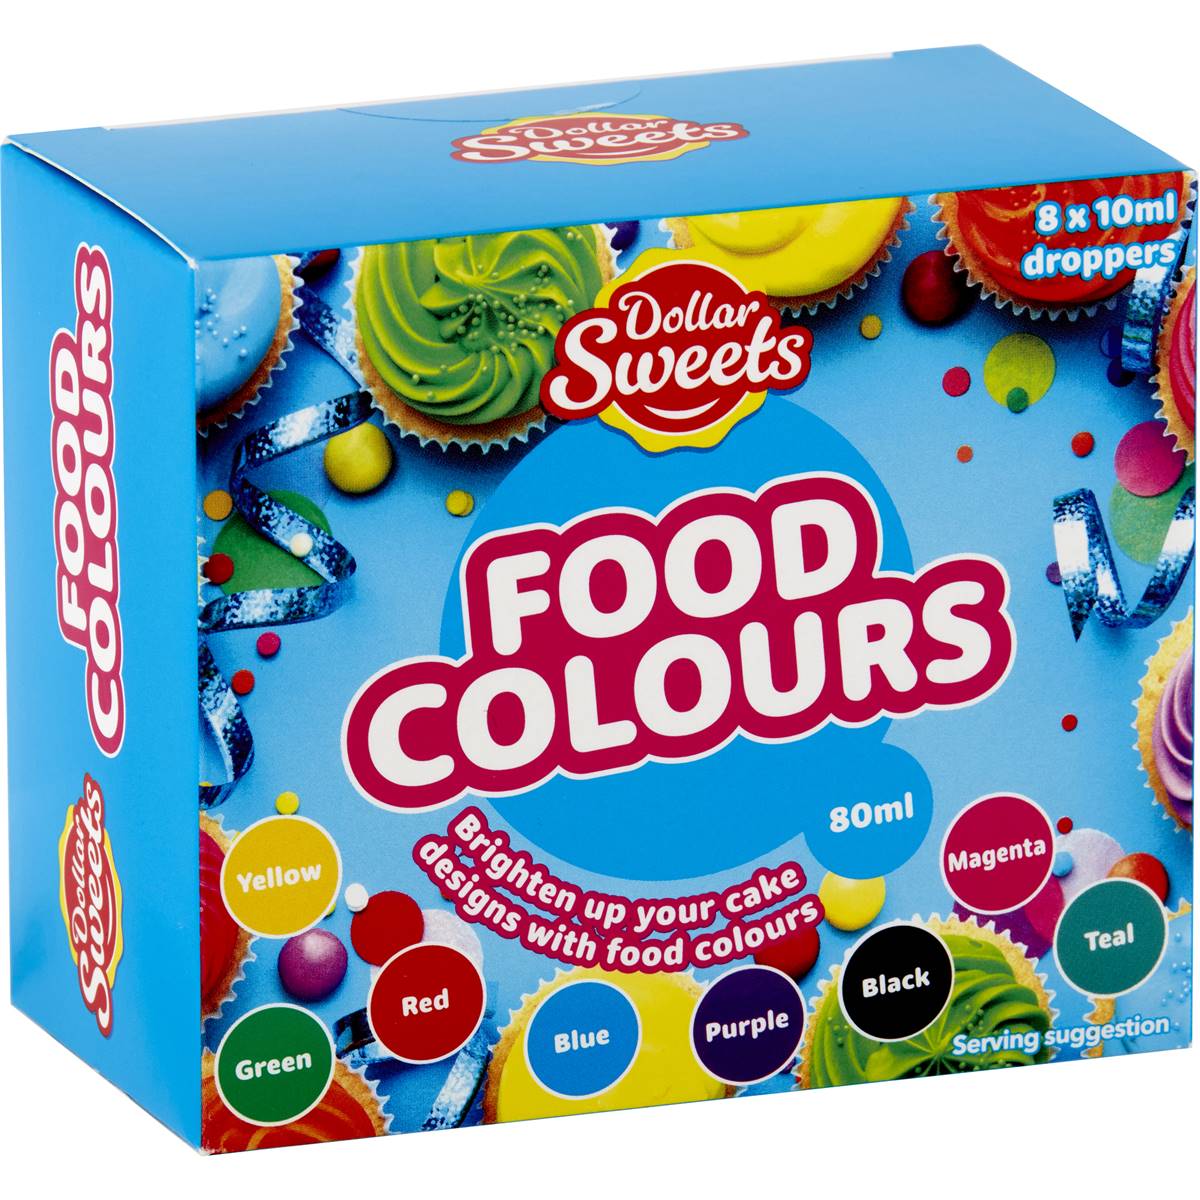 Dollar
Sweets
FOOD
COLOURS
Dollar
Sweets
8 x 10ml
droppers
Dollar
Sweets
FOOD
COLOURS
80ml
Brighten up your cake
designs with food colours
Yellow
Green
Red
Blue
Purple
Black
Magenta
Teal
Serving suggestion